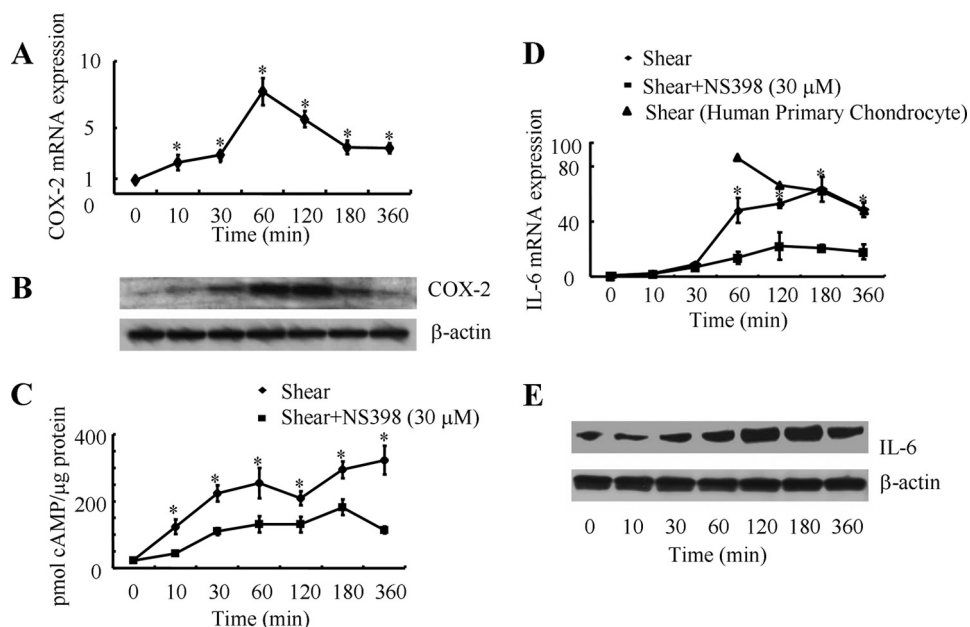 A
COX-2 mRNA expression
10
5
1
0
* * * * * *
0 10 30 60 120 180 360
Time (min)
B
COX-2
β-actin
C
Shear
Shear+NS398 (30 μM)
pmol cAMP/μg protein
400
200
0
* * * * * *
0 10 30 60 120 180 360
Time (min)
D
Shear
Shear+NS398 (30 μM)
Shear (Human Primary Chondrocyte)
IL-6 mRNA expression
100
80
40
0
* * * *
0 10 30 60 120 180 360
Time (min)
E
IL-6
β-actin
0 10 30 60 120 180 360
Time (min)